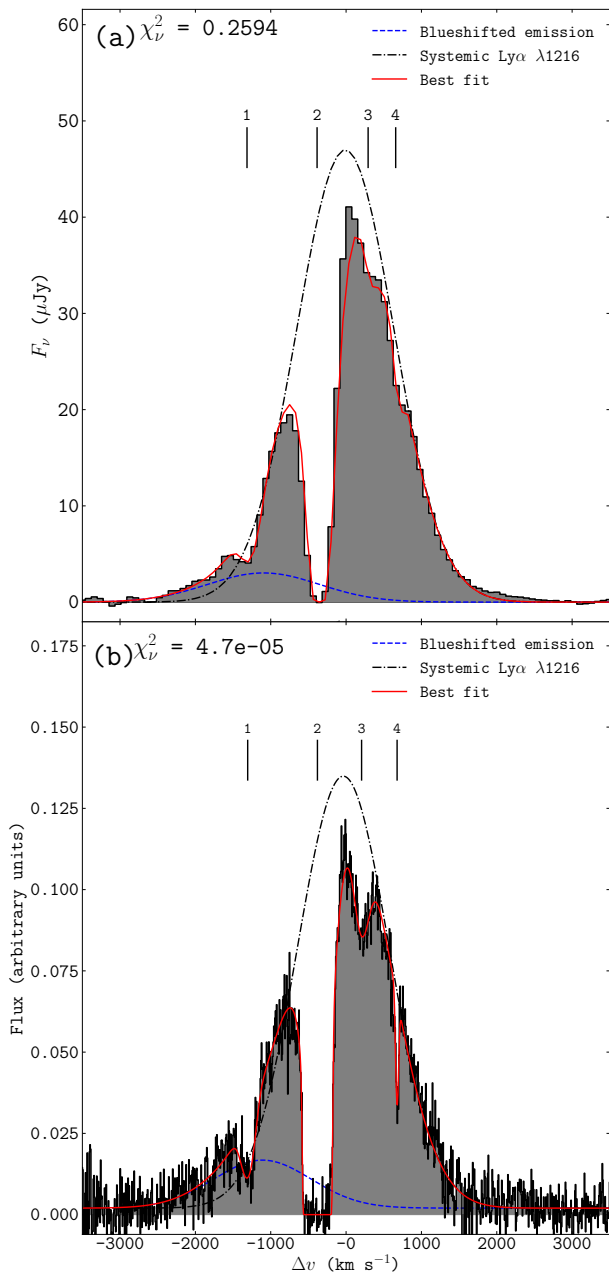 (a) χ²ν = 0.2594
Blueshifted emission
Systemic Lyα λ1216
Best fit
60
50
40
30
20
10
0
1 2 3 4
Fν (μJy)
(b) χ²ν = 4.7e-05
Blueshifted emission
Systemic Lyα λ1216
Best fit
0.175
0.150
0.125
0.100
0.075
0.050
0.025
0.000
1 2 3 4
Flux (arbitrary units)
−3000 −2000 −1000 −0 1000 2000 3000
Δv (km s⁻¹)